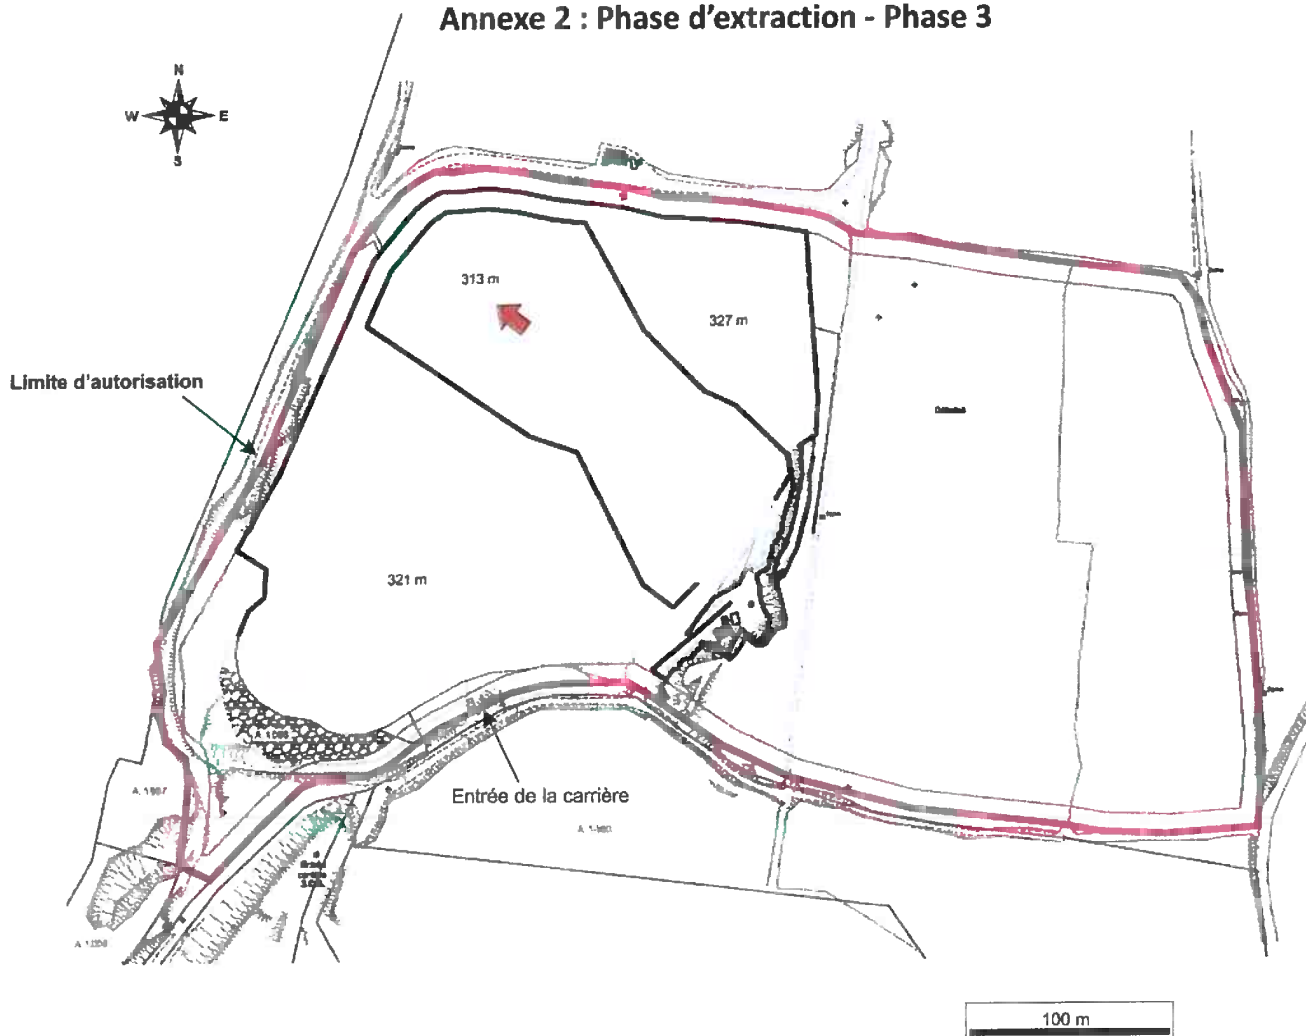 Annexe 2 : Phase d'extraction - Phase 3
N
W E
S
313 m
327 m
Limite d'autorisation
321 m
Entrée de la carrière
100 m